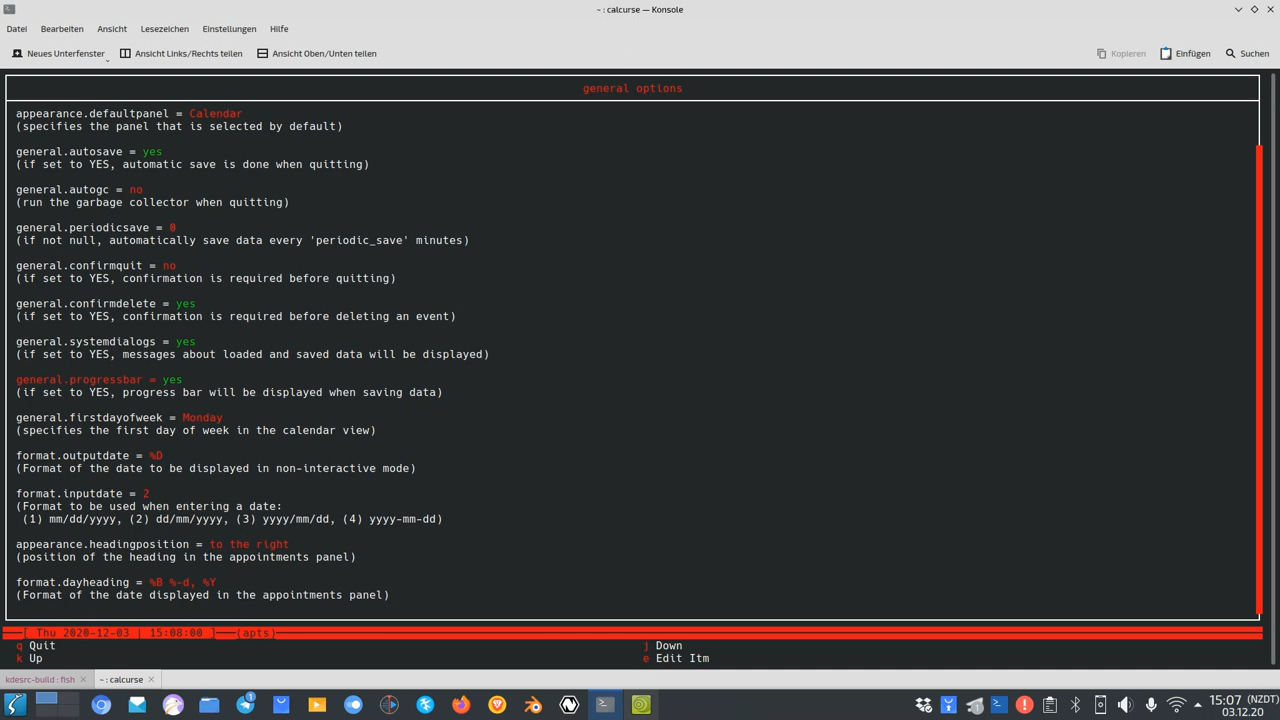 ~ : calcurse — Konsole
Datei Bearbeiten Ansicht Lesezeichen Einstellungen Hilfe
Neues Unterfenster Ansicht Links/Rechts teilen Ansicht Oben/Unten teilen Kopieren Einfügen Suchen
general options
appearance.defaultpanel = Calendar
(specifies the panel that is selected by default)
general.autosave = yes
(if set to YES, automatic save is done when quitting)
general.autogc = no
(run the garbage collector when quitting)
general.periodicsave = 0
(if not null, automatically save data every 'periodic_save' minutes)
general.confirmquit = no
(if set to YES, confirmation is required before quitting)
general.confirmdelete = yes
(if set to YES, confirmation is required before deleting an event)
general.systemdialogs = yes
(if set to YES, messages about loaded and saved data will be displayed)
general.progressbar = yes
(if set to YES, progress bar will be displayed when saving data)
general.firstdayofweek = Monday
(specifies the first day of week in the calendar view)
format.outputdate = %D
(Format of the date to be displayed in non-interactive mode)
format.inputdate = 2
(Format to be used when entering a date:
(1) mm/dd/yyyy, (2) dd/mm/yyyy, (3) yyyy/mm/dd, (4) yyyy-mm-dd)
appearance.headingposition = to the right
(position of the heading in the appointments panel)
format.dayheading = %B %-d, %Y
(Format of the date displayed in the appointments panel)
[ Thu 2020-12-03 | 15:08:00 ] (apts)
q Quit j Down
k Up e Edit Itm
kdesrc-build : fish ~ : calcurse
1
15:07 (NZDT)
03.12.20